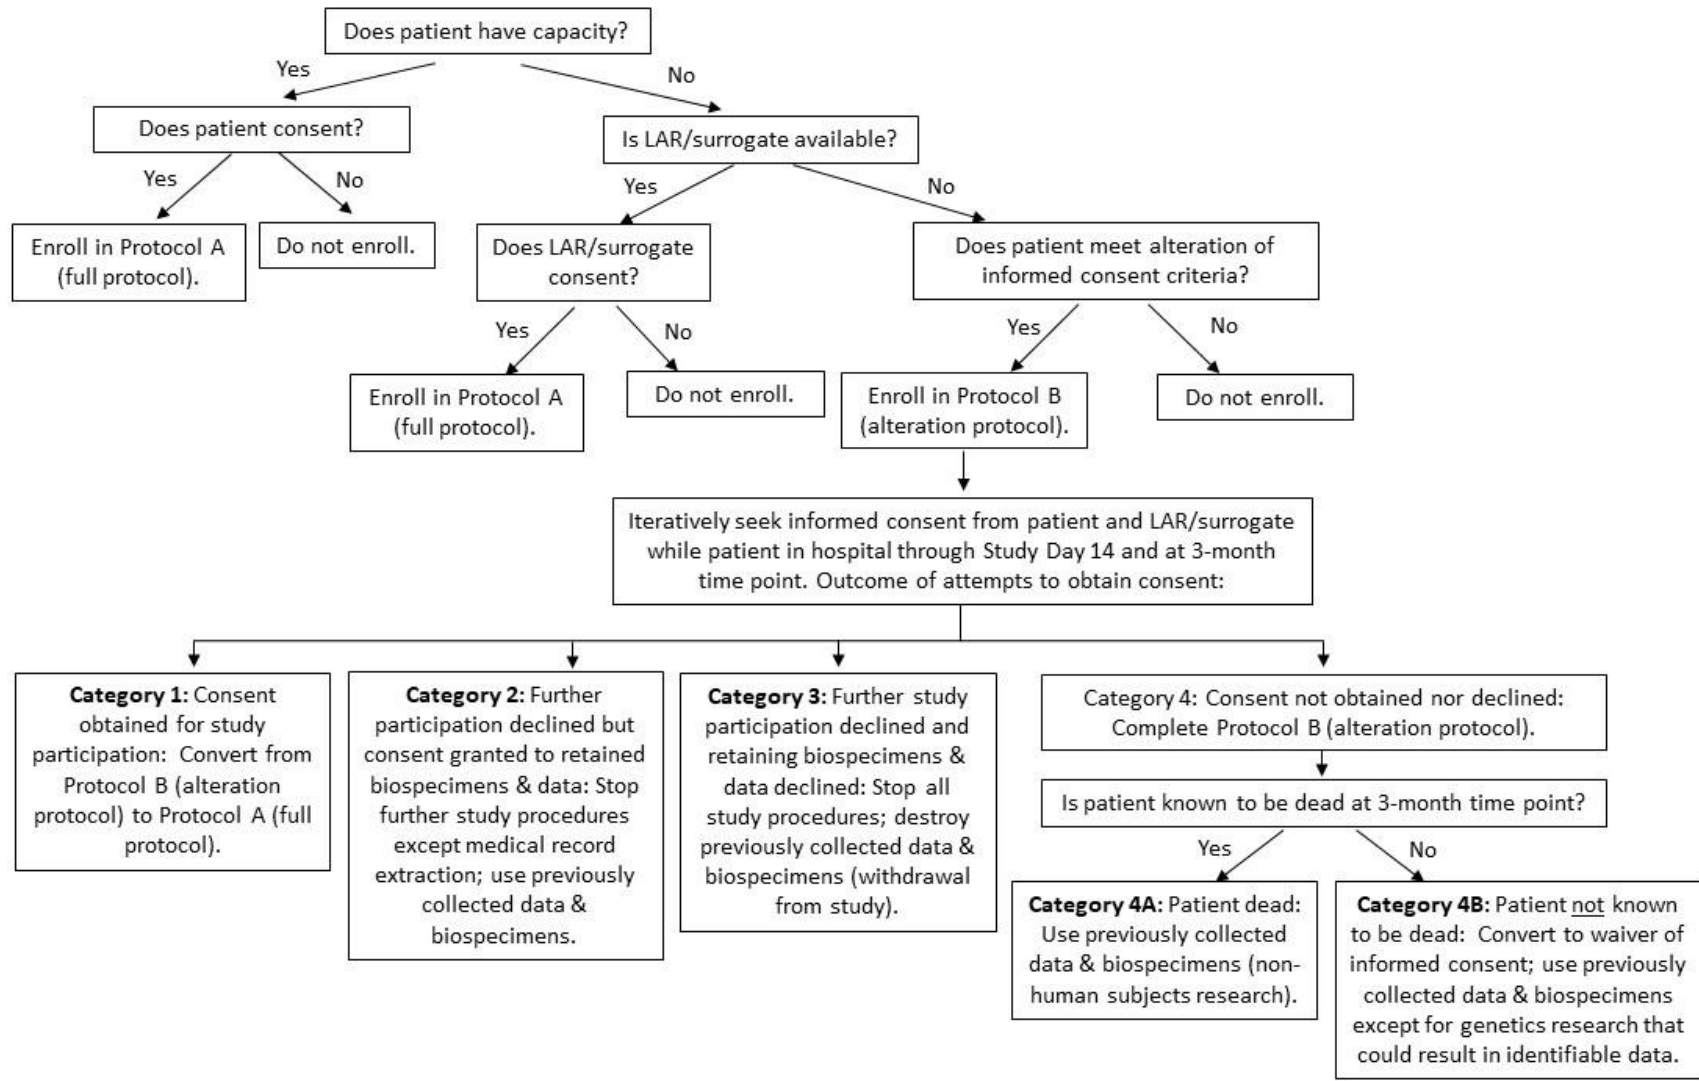 Does patient have capacity?
Yes
No
Does patient consent?
Is LAR/surrogate available?
Yes
No
Yes
No
Enroll in Protocol A
(full protocol).
Do not enroll.
Does LAR/surrogate
consent?
Does patient meet alteration of
informed consent criteria?
Yes
No
Yes
No
Enroll in Protocol A
(full protocol).
Do not enroll.
Enroll in Protocol B
(alteration protocol).
Do not enroll.
Iteratively seek informed consent from patient and LAR/surrogate
while patient in hospital through Study Day 14 and at 3-month
time point. Outcome of attempts to obtain consent:
Category 1: Consent
obtained for study
participation: Convert from
Protocol B (alteration
protocol) to Protocol A (full
protocol).
Category 2: Further
participation declined but
consent granted to retained
biospecimens & data: Stop
further study procedures
except medical record
extraction; use previously
collected data &
biospecimens.
Category 3: Further study
participation declined and
retaining biospecimens &
data declined: Stop all
study procedures; destroy
previously collected data &
biospecimens (withdrawal
from study).
Category 4: Consent not obtained nor declined:
Complete Protocol B (alteration protocol).
Is patient known to be dead at 3-month time point?
Yes
No
Category 4A: Patient dead:
Use previously collected
data & biospecimens (non-
human subjects research).
Category 4B: Patient not known
to be dead: Convert to waiver of
informed consent; use previously
collected data & biospecimens
except for genetics research that
could result in identifiable data.